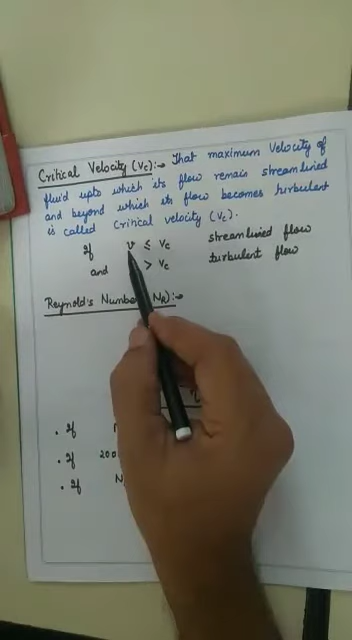 Critical Velocity (Vc):→ That maximum velocity of
fluid upto which its flow remain streamlined
and beyond which its flow becomes turbulent
is called Critical velocity (Vc).
If v ≤ Vc streamlined flow
and > Vc turbulent flow
Reynold's Number NR):→
. If
. If 200
. If N